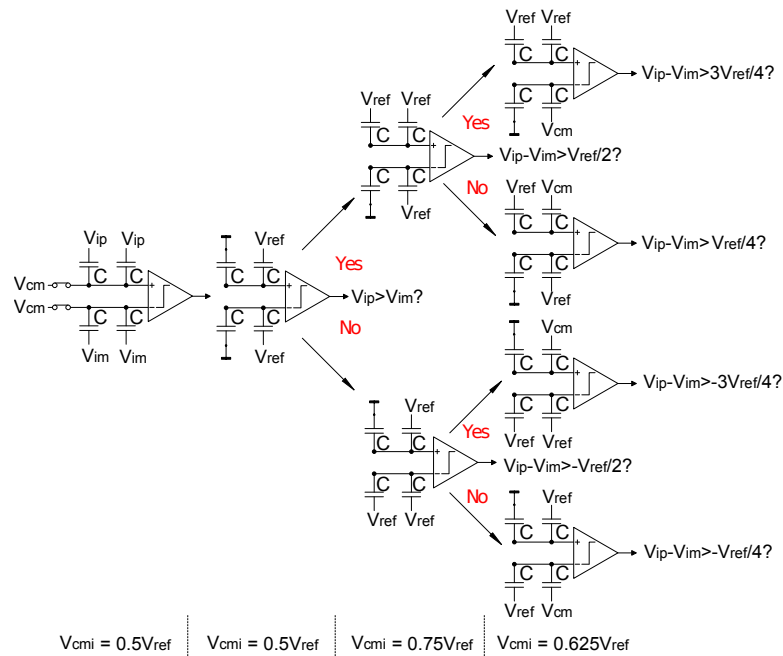 Vip Vip
C C
Vcm
Vcm
C C
Vim Vim
Vref
C C
C C
Vref
Vip>Vim?
Yes
No
Vref Vref
C C
C C
Vref
Vip-Vim>Vref/2?
Yes
No
Vref
C C
C C
Vref Vref
Vip-Vim>-Vref/2?
Yes
No
Vref Vref
C C
C C
Vcm
Vip-Vim>3Vref/4?
Vref Vcm
C C
C C
Vref
Vip-Vim>Vref/4?
Vcm
C C
C C
Vref Vref
Vip-Vim>-3Vref/4?
Vref
C C
C C
Vref Vcm
Vip-Vim>-Vref/4?
Vcmi = 0.5Vref
Vcmi = 0.5Vref
Vcmi = 0.75Vref
Vcmi = 0.625Vref